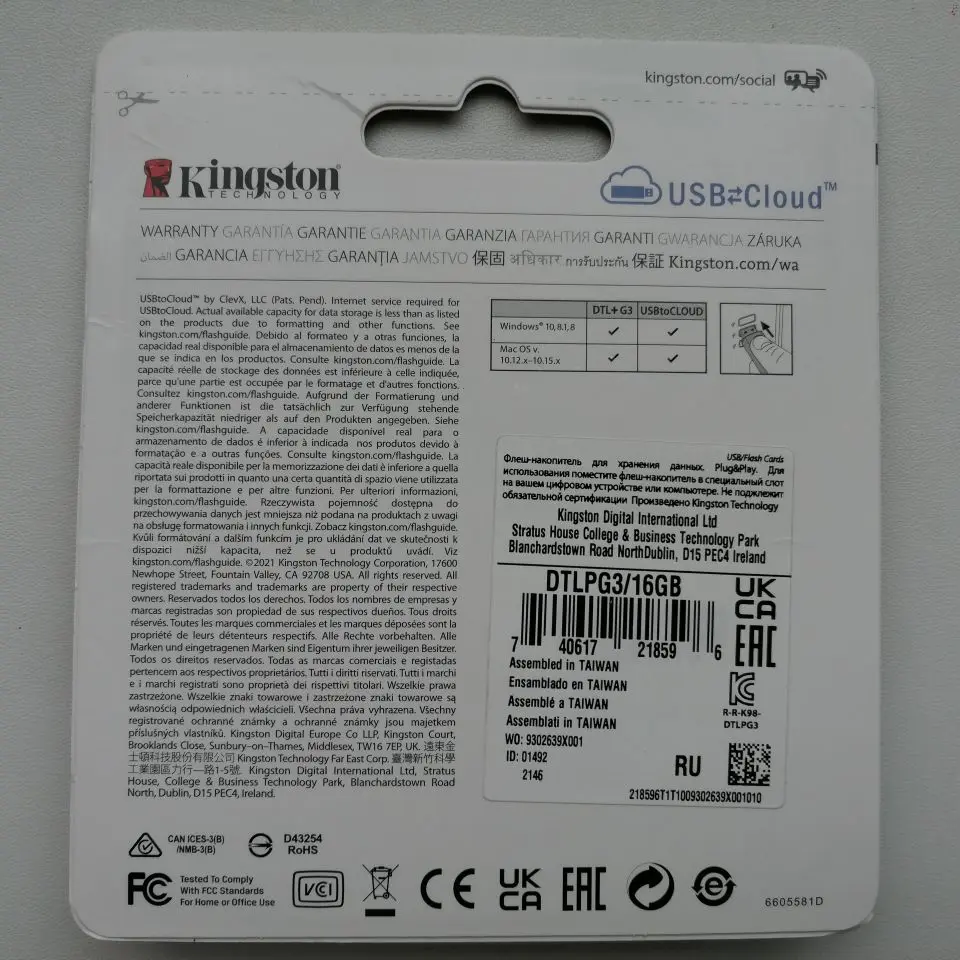 kingston.com/social
Kingston
TECHNOLOGY
USB⇄Cloud™
WARRANTY GARANTÍA GARANTIE GARANTIA GARANZIA ГАРАНТИЯ GARANTI GWARANCJA ZÁRUKA
الضمان GARANCIA ΕΓΓΥΗΣΗΣ GARANȚIA JAMSTVO 保固 अधिकार การรับประกัน 保証 Kingston.com/wa
USBtoCloud™ by ClevX, LLC (Pats. Pend). Internet service required for
USBtoCloud. Actual available capacity for data storage is less than as listed
on the products due to formatting and other functions. See
kingston.com/flashguide. Debido al formateo y a otras funciones, la
capacidad real disponible para el almacenamiento de datos es menos de la
que se indica en los productos. Consulte kingston.com/flashguide. La
capacité réelle de stockage des données est inférieure à celle indiquée,
parce qu'une partie est occupée par le formatage et d'autres fonctions.
Consultez kingston.com/flashguide. Aufgrund der Formatierung und
anderer Funktionen ist die tatsächlich zur Verfügung stehende
Speicherkapazität niedriger als auf den Produkten angegeben. Siehe
kingston.com/flashguide. A capacidade disponível real para o
armazenamento de dados é inferior à indicada nos produtos devido à
formatação e a outras funções. Consulte kingston.com/flashguide. La
capacità reale disponibile per la memorizzazione dei dati è inferiore a quella
riportata sui prodotti in quanto una certa quantità di spazio viene utilizzata
per la formattazione e per altre funzioni. Per ulteriori informazioni,
kingston.com/flashguide. Rzeczywista pojemność dostępna do
przechowywania danych jest mniejsza niż podana na produktach z uwagi
na obsługę formatowania i innych funkcji. Zobacz kingston.com/flashguide.
Kvůli formátování a dalším funkcím je pro ukládání dat ve skutečnosti k
dispozici nižší kapacita, než se u produktů uvádí. Viz
kingston.com/flashguide. ©2021 Kingston Technology Corporation, 17600
Newhope Street, Fountain Valley, CA 92708 USA. All rights reserved. All
registered trademarks and trademarks are property of their respective
owners. Reservados todos los derechos. Todos los nombres de empresas y
marcas registradas son propiedad de sus respectivos dueños. Tous droits
réservés. Toutes les marques commerciales et les marques déposées sont la
propriété de leurs détenteurs respectifs. Alle Rechte vorbehalten. Alle
Marken und eingetragenen Marken sind Eigentum ihrer jeweiligen Besitzer.
Todos os direitos reservados. Todas as marcas comerciais e registadas
pertencem aos respectivos proprietários. Tutti i diritti riservati. Tutti i marchi
e i marchi registrati sono proprietà dei rispettivi titolari. Wszelkie prawa
zastrzeżone. Wszelkie znaki towarowe i zastrzeżone znaki towarowe są
własnością odpowiednich właścicieli. Všechna práva vyhrazena. Všechny
registrované ochranné známky a ochranné známky jsou majetkem
příslušných vlastníků. Kingston Digital Europe Co LLP, Kingston Court,
Brooklands Close, Sunbury-on-Thames, Middlesex, TW16 7EP, UK. 遠東金
士頓科技股份有限公司 Kingston Technology Far East Corp. 臺灣新竹科學
工業園區力行一路1-5號. Kingston Digital International Ltd, Stratus
House, College & Business Technology Park, Blanchardstown Road
North, Dublin, D15 PEC4, Ireland.
DTL+ G3 USBtoCLOUD
Windows® 10,8.1,8 ✓ ✓
Mac OS v.
10.12.x-10.15.x ✓ ✓
USB/Flash Cards
Флеш-накопитель для хранения данных. Plug&Play. Для
использования поместите флеш-накопитель в специальный слот
на вашем цифровом устройстве или компьютере. Не подлежит
обязательной сертификации Произведено Kingston Technology
Kingston Digital International Ltd
Stratus House College & Business Technology Park
Blanchardstown Road NorthDublin, D15 PEC4 Ireland
DTLPG3/16GB
UK
CA
7 40617 21859 6
EAC
Assembled in TAIWAN
Ensamblado en TAIWAN
Assemblé a TAIWAN
Assemblati in TAIWAN
R-R-K98-
DTLPG3
WO: 9302639X001
ID: 01492
2146
RU
218596T1T1009302639X001010
CAN ICES-3(B)
/NMB-3(B)
D43254
RoHS
FC
Tested To Comply
With FCC Standards
For Home or Office Use
VCI
CE
UK
CA
EAC
6605581D